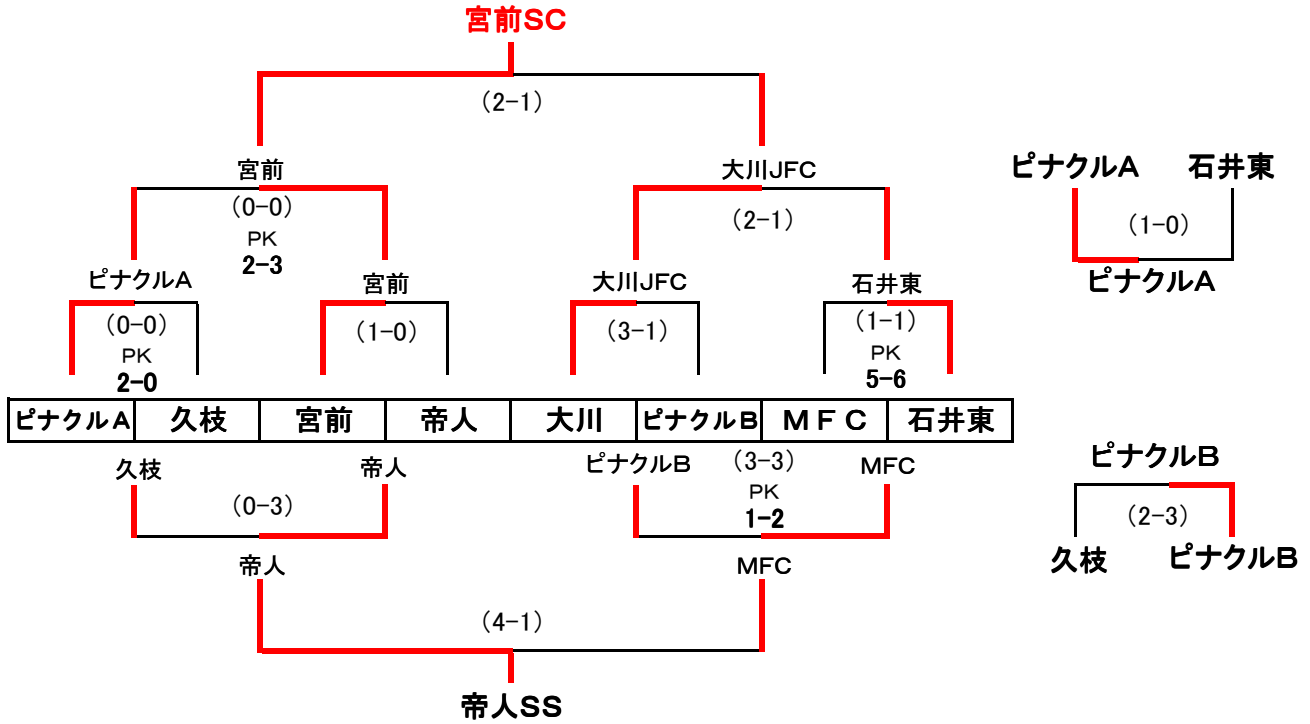 宮前SC
（2−1）
宮前
大川JFC
（0−0）
PK
2−3
（2−1）
ピナクルA
宮前
大川JFC
石井東
（0−0）
PK
2−0
（1−0）
（3−1）
（1−1）
PK
5−6
ピナクルA 久枝 宮前 帝人 大川 ピナクルB MFC 石井東
久枝
帝人
ピナクルB
MFC
（0−3）
（3−3）
PK
1−2
帝人
MFC
（4−1）
帝人SS
ピナクルA 石井東
（1−0）
ピナクルA
ピナクルB
（2−3）
久枝 ピナクルB